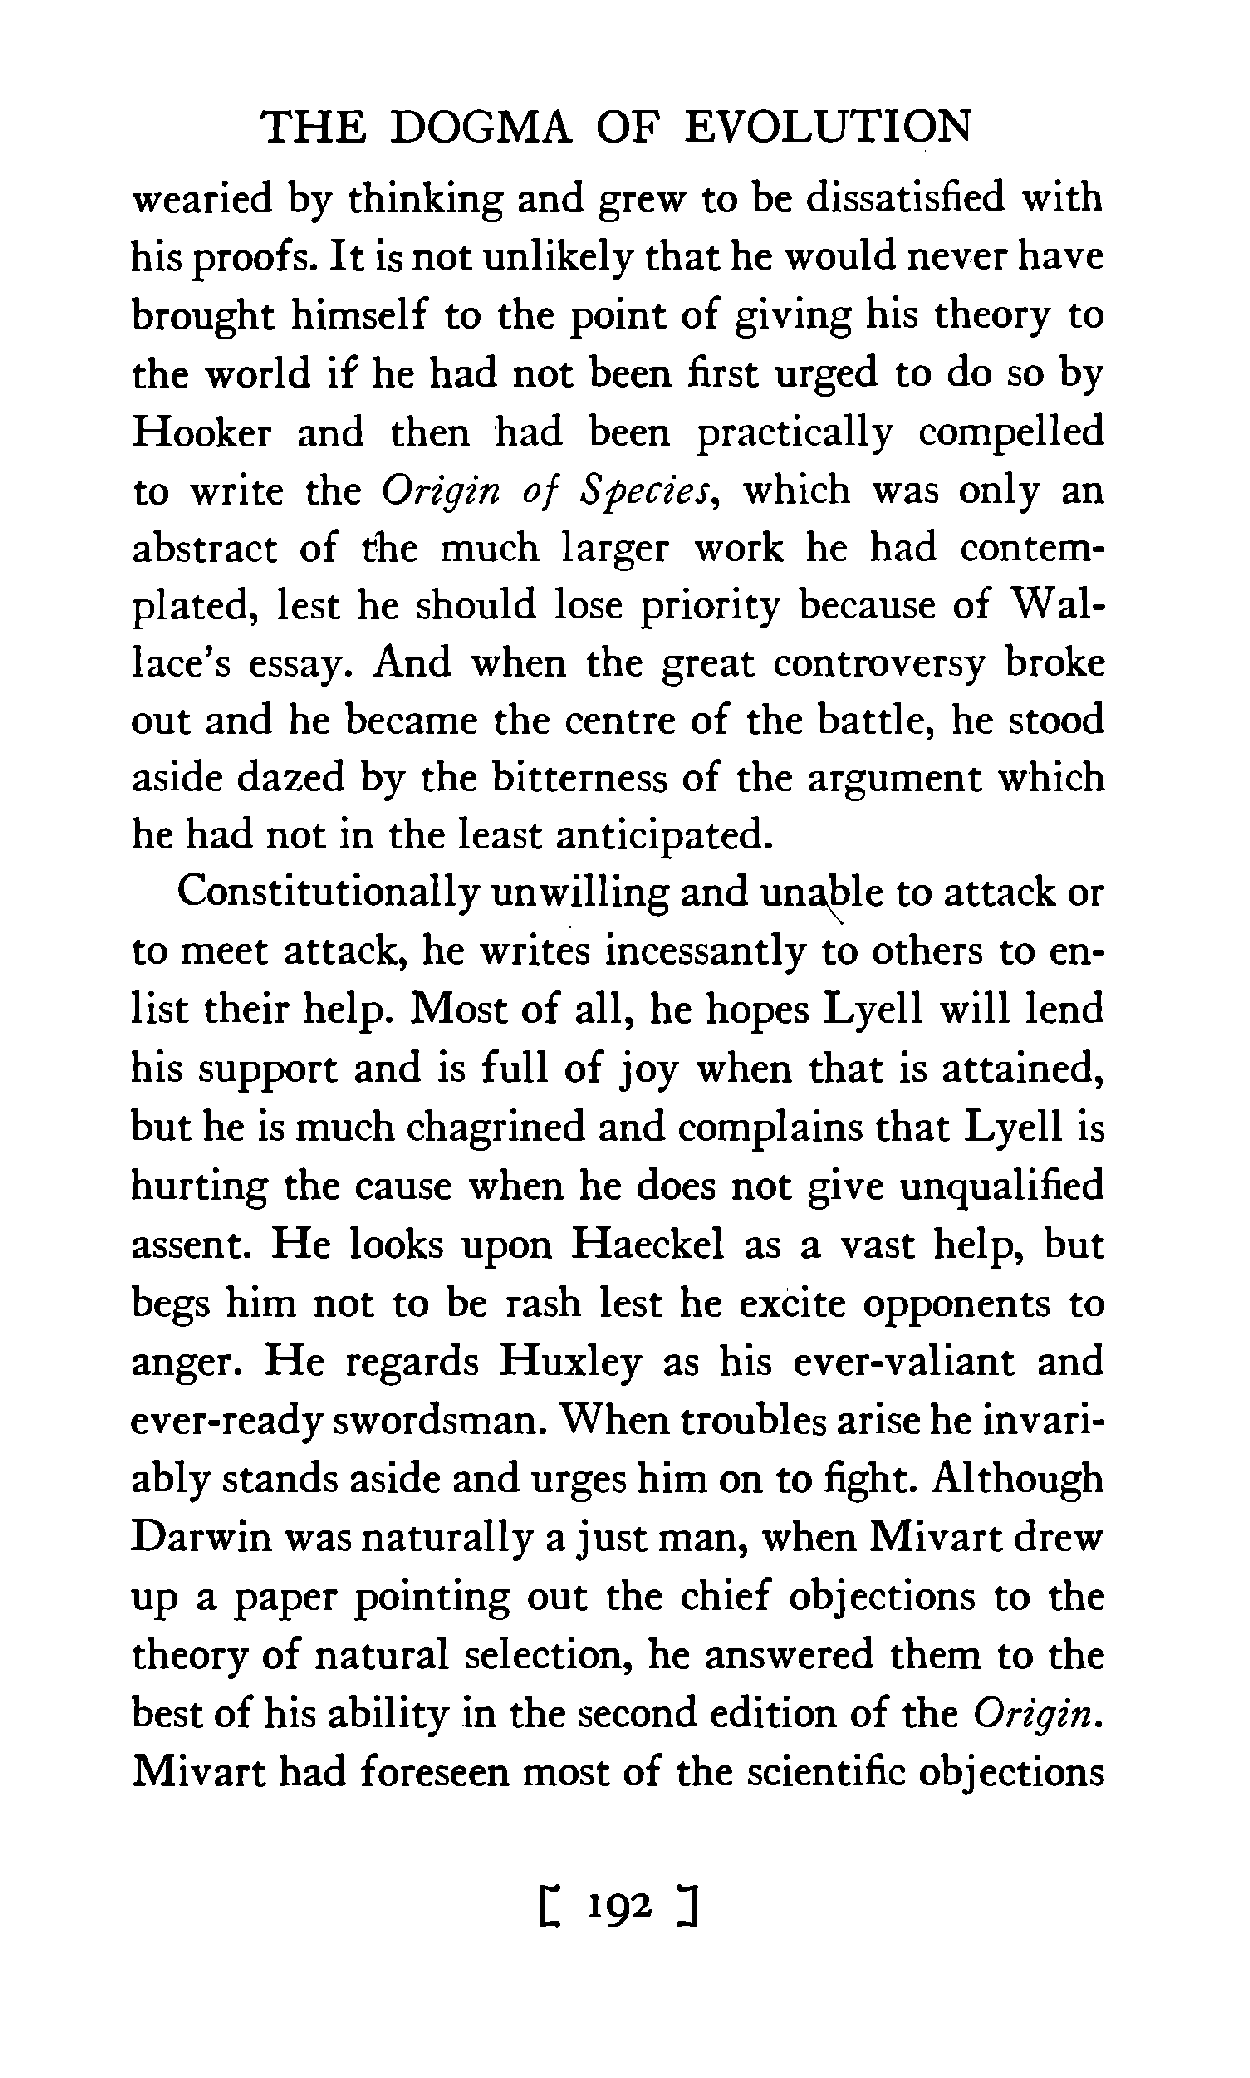 THE DOGMA OF EVOLUTION
wearied by thinking and grew to be dissatisfied with
his proofs. It is not unlikely that he would never have
brought himself to the point of giving his theory to
the world if he had not been first urged to do so by
Hooker and then had been practically compelled
to write the Origin of Species, which was only an
abstract of the much larger work he had contem-
plated, lest he should lose priority because of Wal-
lace's essay. And when the great controversy broke
out and he became the centre of the battle, he stood
aside dazed by the bitterness of the argument which
he had not in the least anticipated.
Constitutionally unwilling and unable to attack or
to meet attack, he writes incessantly to others to en-
list their help. Most of all, he hopes Lyell will lend
his support and is full of joy when that is attained,
but he is much chagrined and complains that Lyell is
hurting the cause when he does not give unqualified
assent. He looks upon Haeckel as a vast help, but
begs him not to be rash lest he excite opponents to
anger. He regards Huxley as his ever-valiant and
ever-ready swordsman. When troubles arise he invari-
ably stands aside and urges him on to fight. Although
Darwin was naturally a just man, when Mivart drew
up a paper pointing out the chief objections to the
theory of natural selection, he answered them to the
best of his ability in the second edition of the Origin.
Mivart had foreseen most of the scientific objections
[ 192 ]